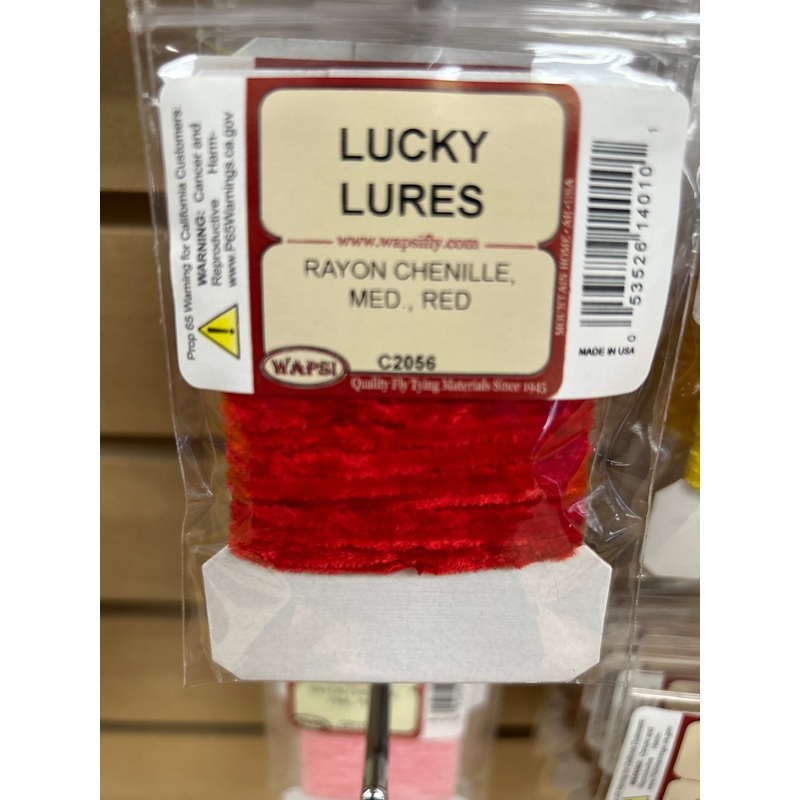 LUCKY
LURES
www.wapsifly.com
RAYON CHENILLE,
MED., RED
C2056
WAPSI
Quality Fly Tying Materials Since 1945
MOUNTAIN HOME · AR · USA
Prop 65 Warning for California Customers:
WARNING: Cancer and
Reproductive Harm-
www.P65Warnings.ca.gov
0 53526 14010 1
MADE IN USA